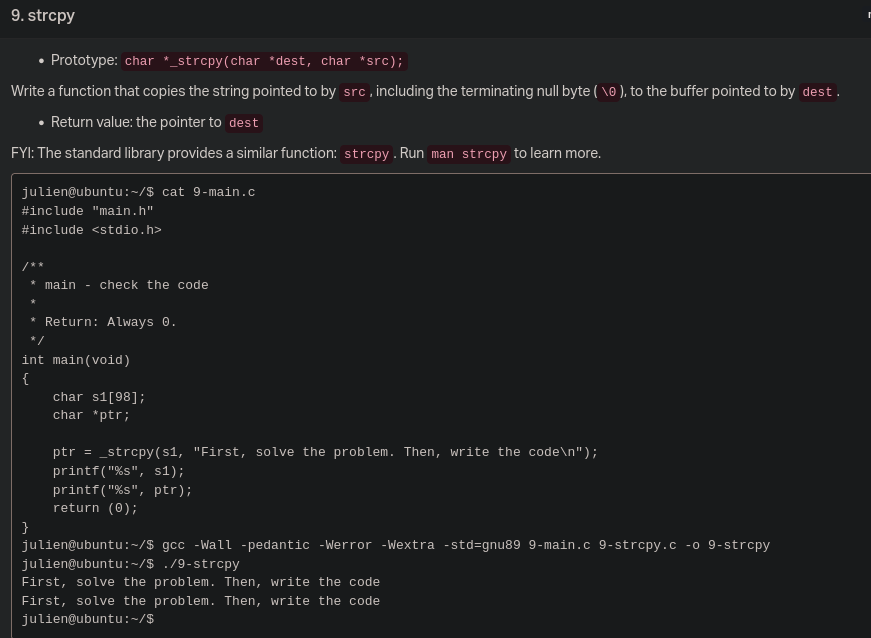 9. strcpy
• Prototype: char *_strcpy(char *dest, char *src);
Write a function that copies the string pointed to by src, including the terminating null byte (\0), to the buffer pointed to by dest.
• Return value: the pointer to dest
FYI: The standard library provides a similar function: strcpy. Run man strcpy to learn more.
julien@ubuntu:~/$ cat 9-main.c
#include "main.h"
#include <stdio.h>
/**
 * main - check the code
 *
 * Return: Always 0.
 */
int main(void)
{
    char s1[98];
    char *ptr;
    ptr = _strcpy(s1, "First, solve the problem. Then, write the code\n");
    printf("%s", s1);
    printf("%s", ptr);
    return (0);
}
julien@ubuntu:~/$ gcc -Wall -pedantic -Werror -Wextra -std=gnu89 9-main.c 9-strcpy.c -o 9-strcpy
julien@ubuntu:~/$ ./9-strcpy
First, solve the problem. Then, write the code
First, solve the problem. Then, write the code
julien@ubuntu:~/$